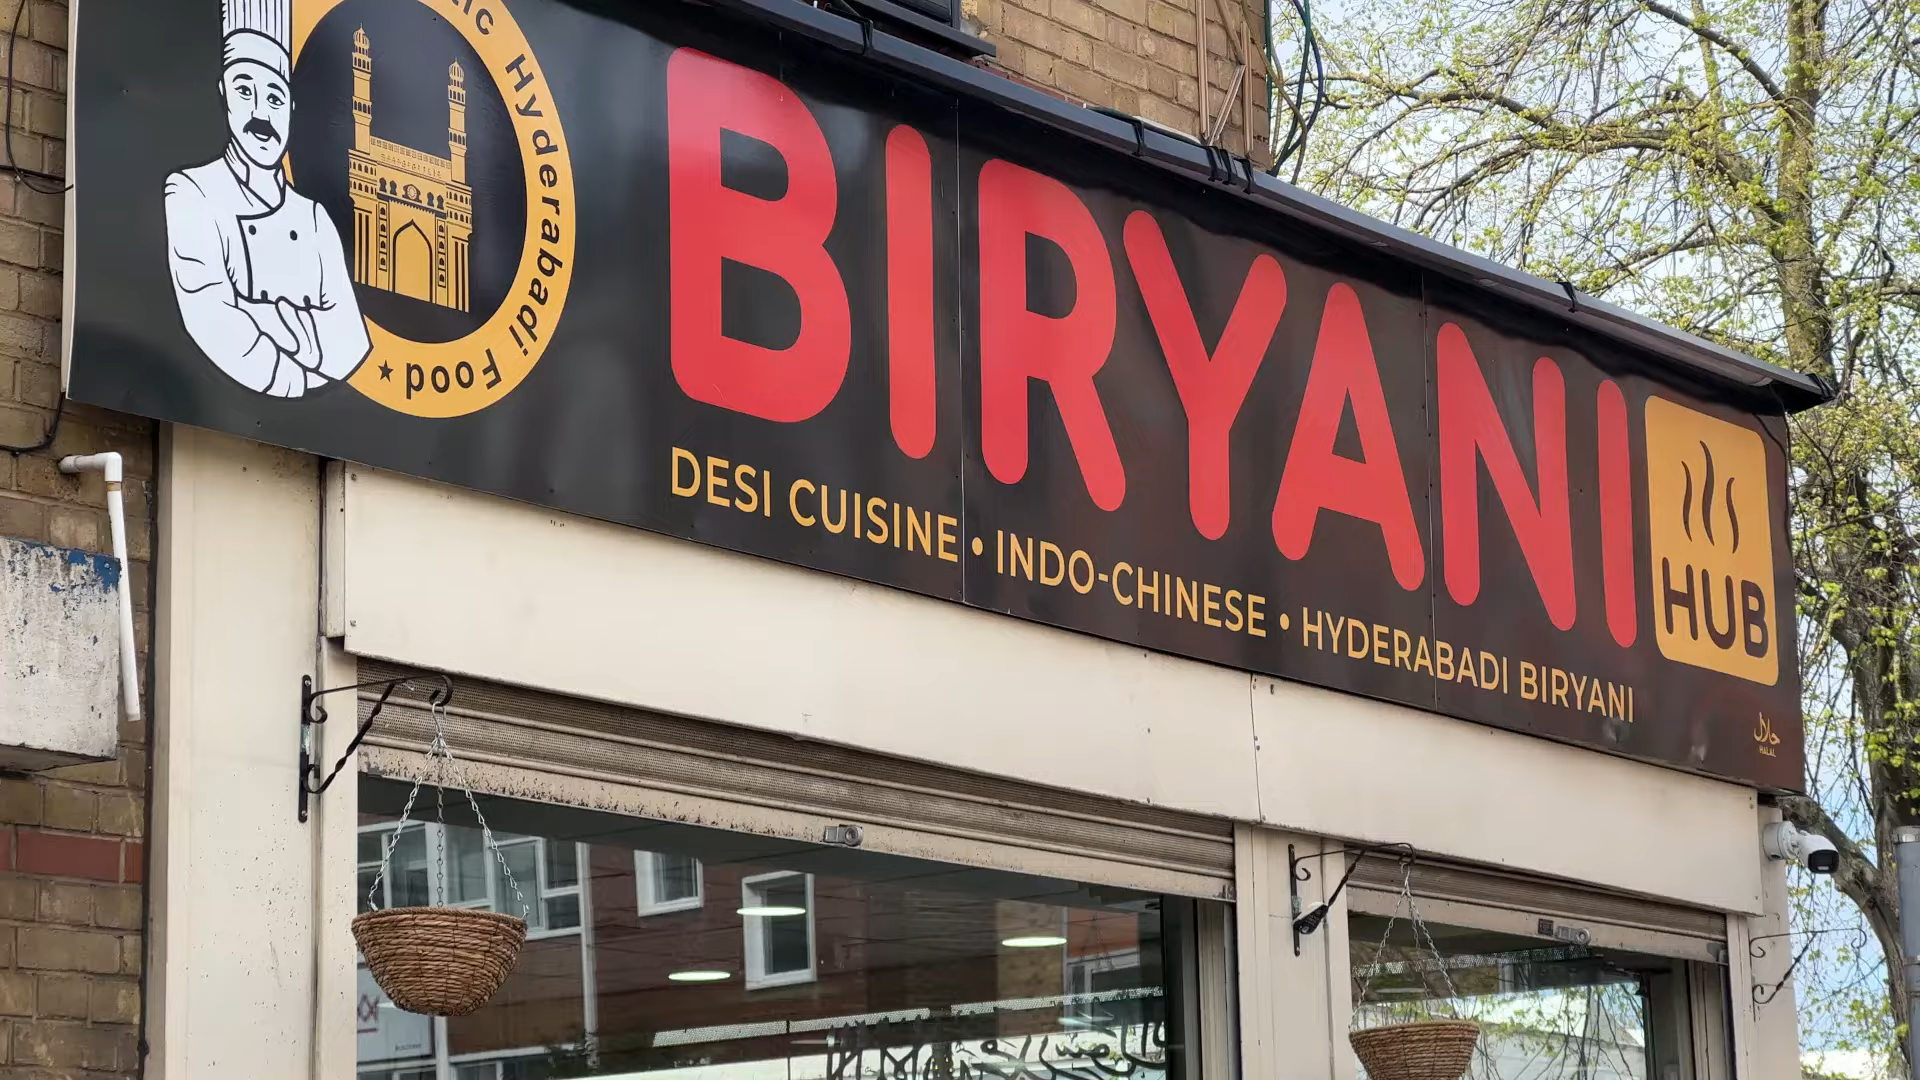 Hyderabadi Food ★
BIRYANI
HUB
DESI CUISINE • INDO-CHINESE • HYDERABADI BIRYANI
حلال
HALAL